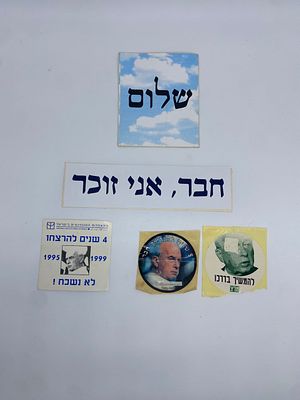 שלום
חבר, אני זוכר
4 שנים להרצחו
1995 1999
לא נשכח !
להמשיך בדרכו